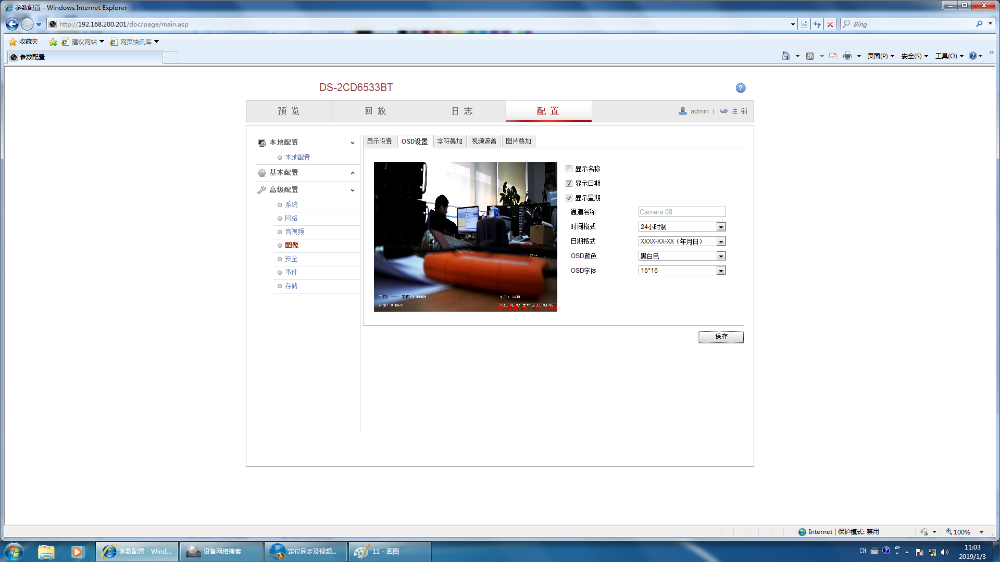 参数配置 - Windows Internet Explorer
http://192.168.200.201/doc/page/main.asp
Bing
收藏夹
建议网站
网页快讯库
参数配置
页面(P)
安全(S)
工具(O)
DS-2CD6533BT
预 览
回 放
日 志
配 置
admin | 注 销
本地配置
本地配置
基本配置
高级配置
系统
网络
音视频
图像
安全
事件
存储
显示设置
OSD设置
字符叠加
视频遮盖
图片叠加
显示名称
显示日期
显示星期
通道名称
Camera 08
时间格式
24小时制
日期格式
XXXX-XX-XX（年月日）
OSD颜色
黑白色
OSD字体
16*16
速度: 0 km/h
保存
Internet | 保护模式: 禁用
100%
参数配置 - Wind...
设备网络搜索
定位同步及视频...
11 - 画图
CH
11:03
2019/1/3